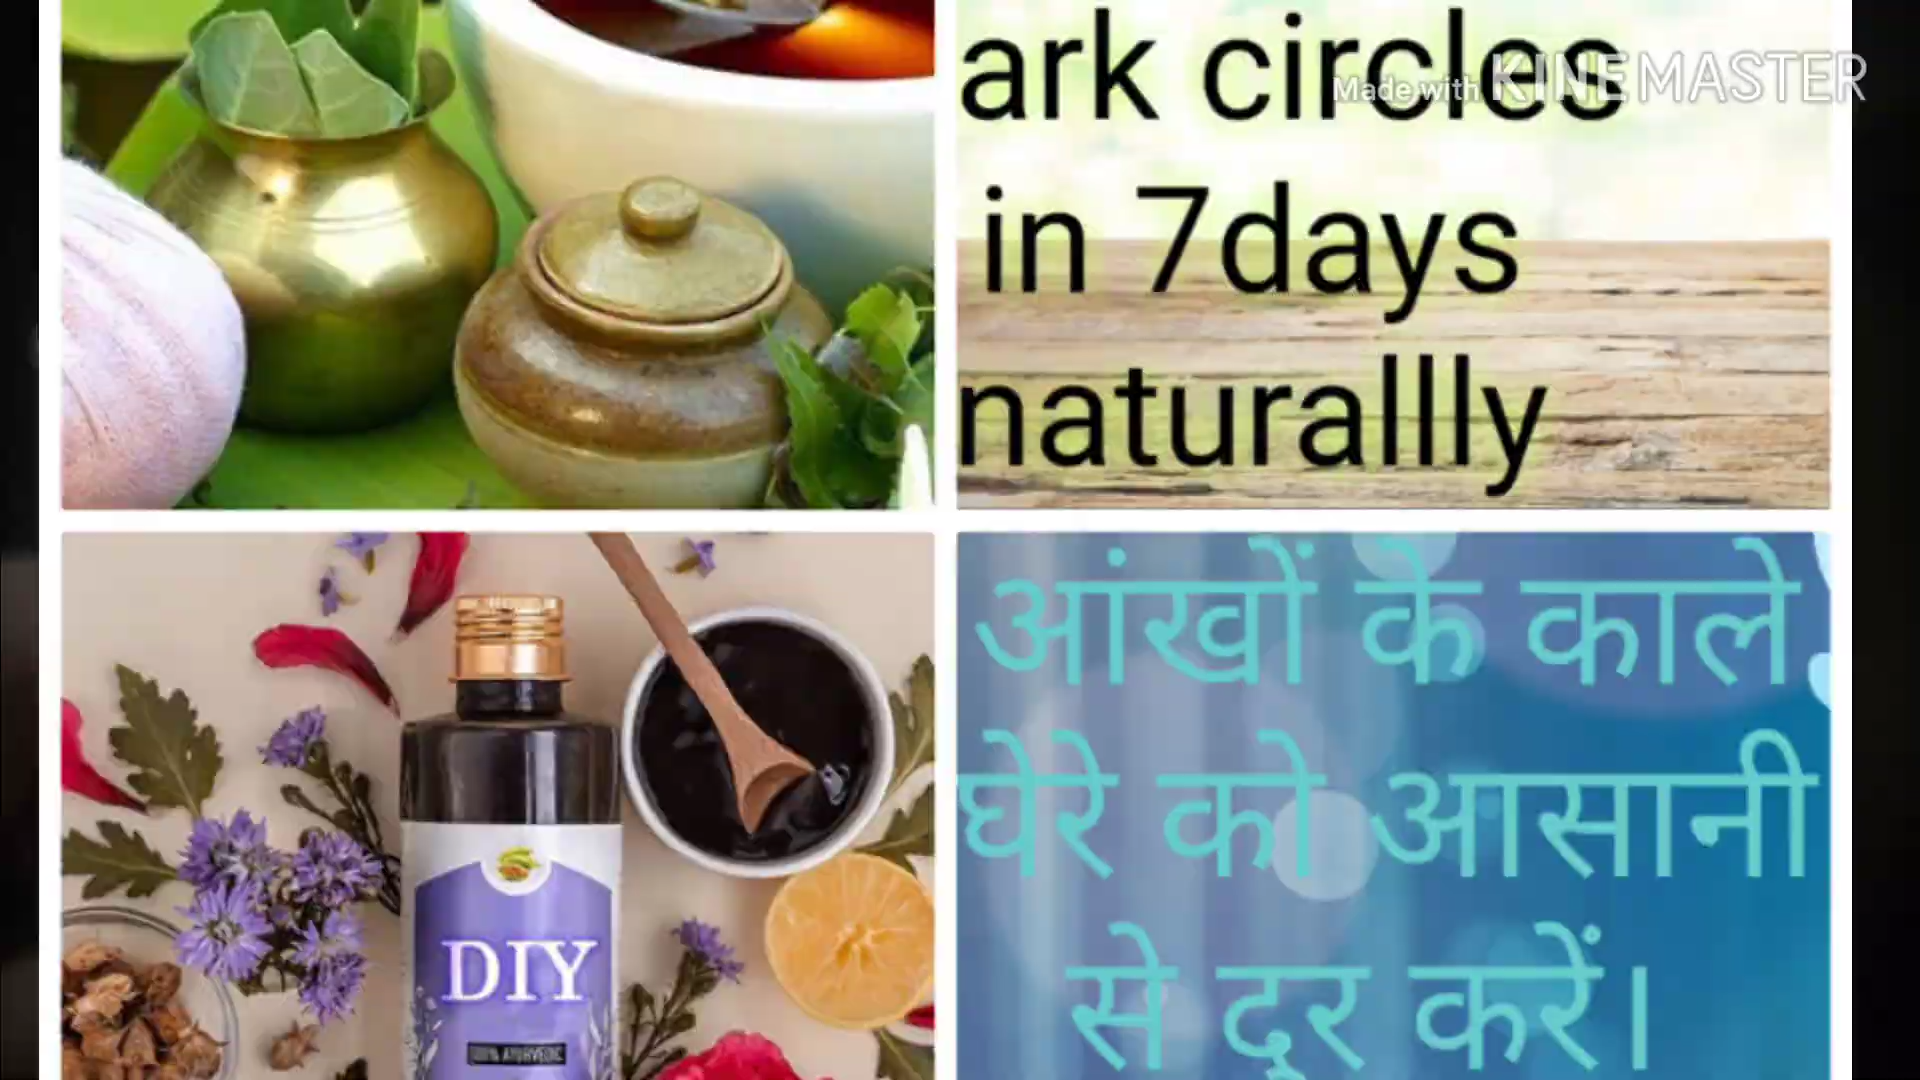 ark circles
Made with KINEMASTER
in 7days
naturallly
आंखों के काले
घेरे को आसानी
से दूर करें।
DIY
100% AYURVEDIC